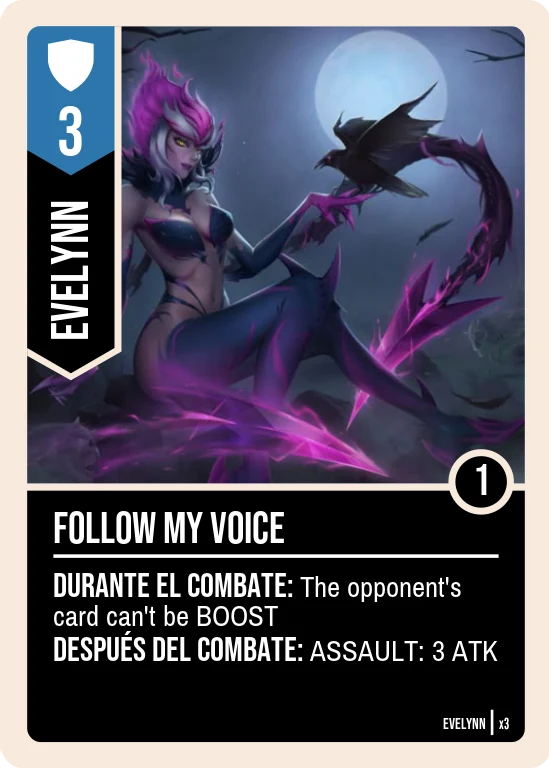 3
EVELYNN
1
FOLLOW MY VOICE
DURANTE EL COMBATE: The opponent's
card can't be BOOST
DESPUÉS DEL COMBATE: ASSAULT: 3 ATK
EVELYNN | x3